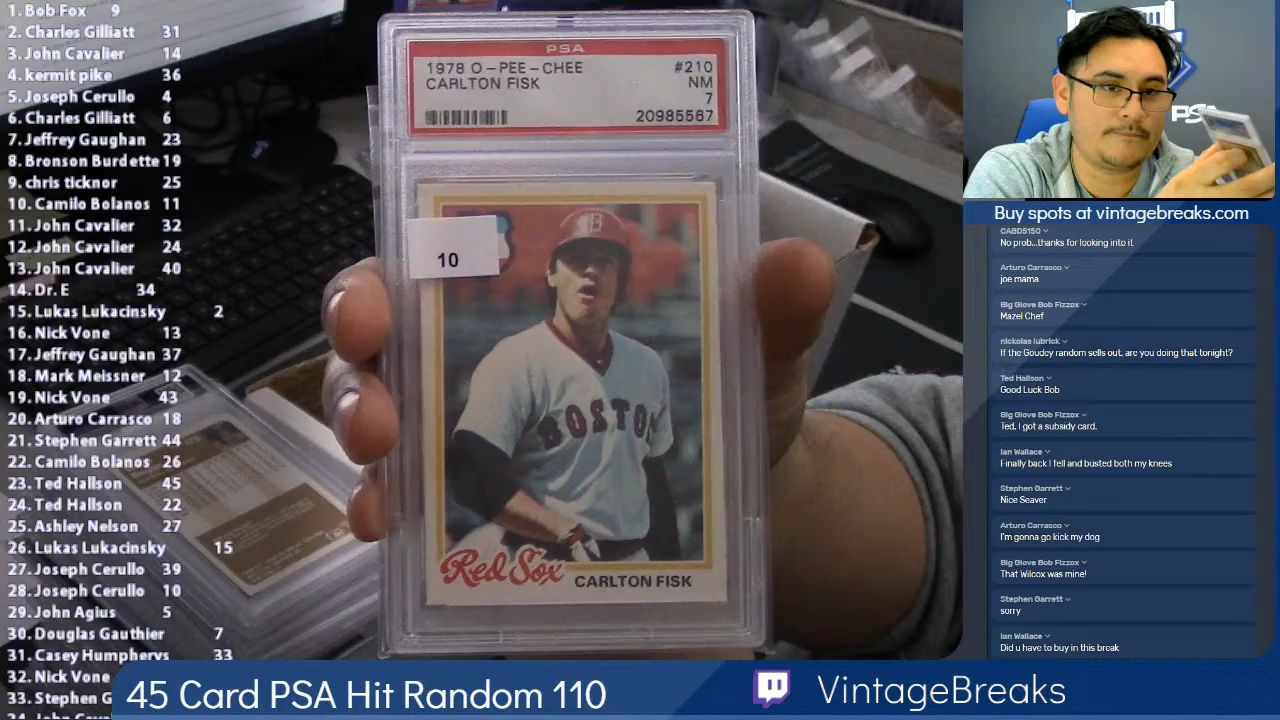 1. Bob Fox 9
2. Charles Gilliatt 31
3. John Cavalier 14
4. kermit pike 36
5. Joseph Cerullo 4
6. Charles Gilliatt 6
7. Jeffrey Gaughan 23
8. Bronson Burdette 19
9. chris ticknor 25
10. Camilo Bolanos 11
11. John Cavalier 32
12. John Cavalier 24
13. John Cavalier 40
14. Dr. E 34
15. Lukas Lukacinsky 2
16. Nick Vone 13
17. Jeffrey Gaughan 37
18. Mark Meissner 12
19. Nick Vone 43
20. Arturo Carrasco 18
21. Stephen Garrett 44
22. Camilo Bolanos 26
23. Ted Hallson 45
24. Ted Hallson 22
25. Ashley Nelson 27
26. Lukas Lukacinsky 15
27. Joseph Cerullo 39
28. Joseph Cerullo 10
29. John Agius 5
30. Douglas Gauthier 7
31. Casey Humpherys 33
32. Nick Vone
33. Stephen G
PSA
1978 O-PEE-CHEE #210
CARLTON FISK NM
7
20985567
10
B
BOSTON
Red Sox CARLTON FISK
PSA
Buy spots at vintagebreaks.com
CABD5150
No prob...thanks for looking into it
Arturo Carrasco
joe mama
Big Glove Bob Fizzox
Mazel Chef
nickolas lubrick
If the Goudey random sells out, are you doing that tonight?
Ted Hallson
Good Luck Bob
Big Glove Bob Fizzox
Ted, I got a subsidy card.
Ian Wallace
Finally back I fell and busted both my knees
Stephen Garrett
Nice Seaver
Arturo Carrasco
I'm gonna go kick my dog
Big Glove Bob Fizzox
That Wilcox was mine!
Stephen Garrett
sorry
Ian Wallace
Did u have to buy in this break
45 Card PSA Hit Random 110
VintageBreaks